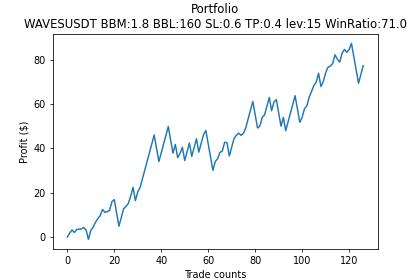 Portfolio
WAVESUSDT BBM:1.8 BBL:160 SL:0.6 TP:0.4 lev:15 WinRatio:71.0
Profit ($)
80
60
40
20
0
0 20 40 60 80 100 120
Trade counts